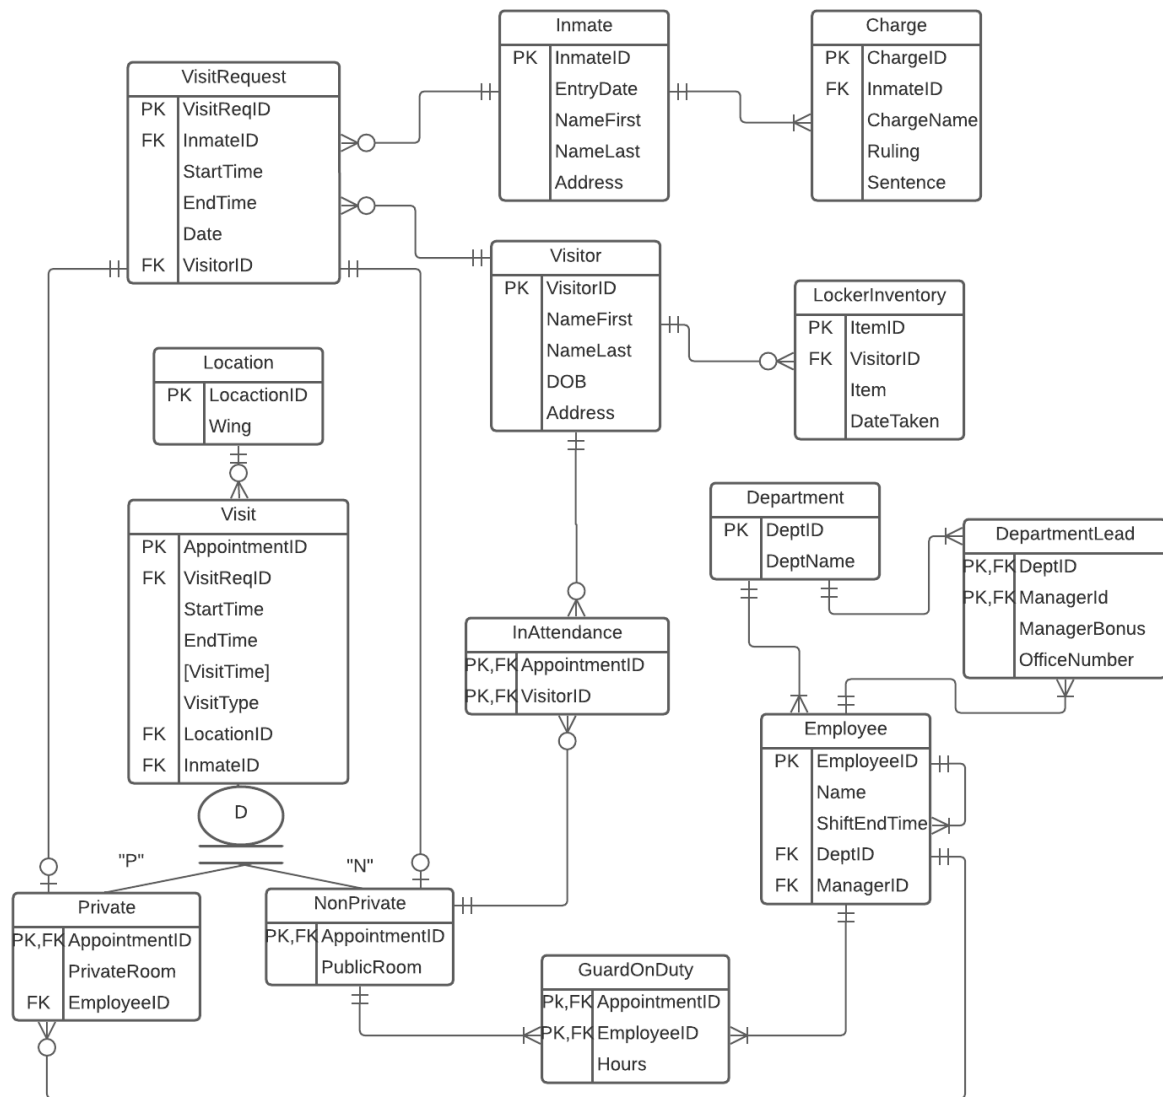 Inmate
PK InmateID
EntryDate
NameFirst
NameLast
Address
Charge
PK ChargeID
FK InmateID
ChargeName
Ruling
Sentence
VisitRequest
PK VisitReqID
FK InmateID
StartTime
EndTime
Date
FK VisitorID
Visitor
PK VisitorID
NameFirst
NameLast
DOB
Address
LockerInventory
PK ItemID
FK VisitorID
Item
DateTaken
Location
PK LocactionID
Wing
Visit
PK AppointmentID
FK VisitReqID
StartTime
EndTime
[VisitTime]
VisitType
FK LocationID
FK InmateID
D
"P"
"N"
Department
PK DeptID
DeptName
DepartmentLead
PK,FK DeptID
PK,FK ManagerId
ManagerBonus
OfficeNumber
InAttendance
PK,FK AppointmentID
PK,FK VisitorID
Employee
PK EmployeeID
Name
ShiftEndTime
FK DeptID
FK ManagerID
Private
PK,FK AppointmentID
PrivateRoom
FK EmployeeID
NonPrivate
PK,FK AppointmentID
PublicRoom
GuardOnDuty
Pk,FK AppointmentID
PK,FK EmployeeID
Hours